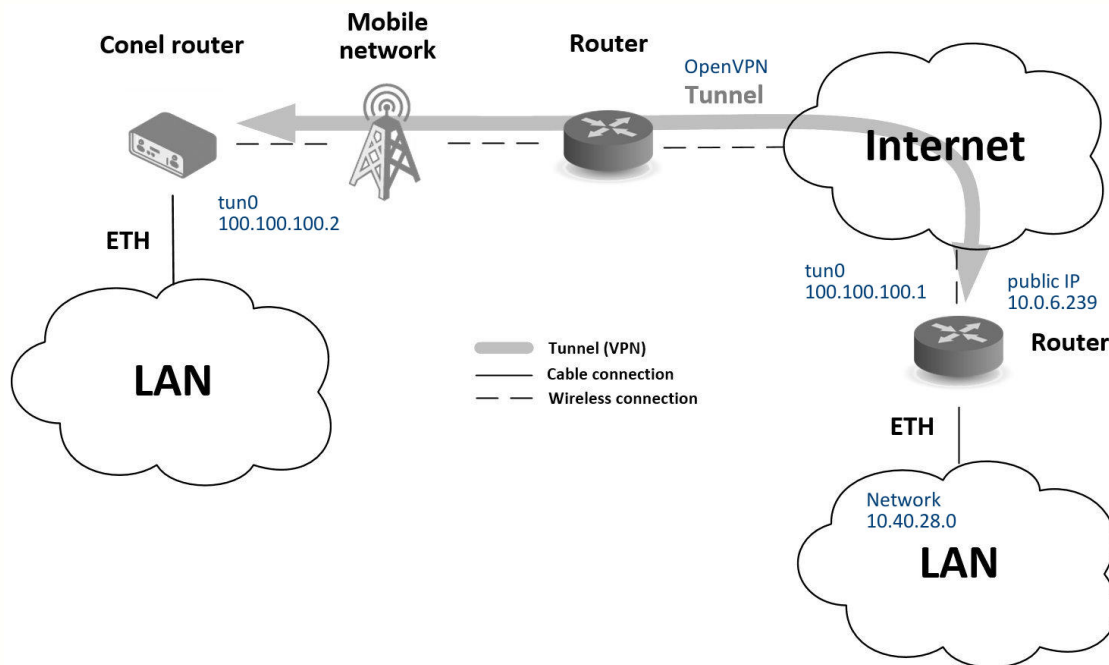 Conel router
Mobile
network
Router
OpenVPN
Tunnel
Internet
tun0
100.100.100.2
ETH
LAN
tun0
100.100.100.1
public IP
10.0.6.239
Router
Tunnel (VPN)
Cable connection
Wireless connection
ETH
Network
10.40.28.0
LAN